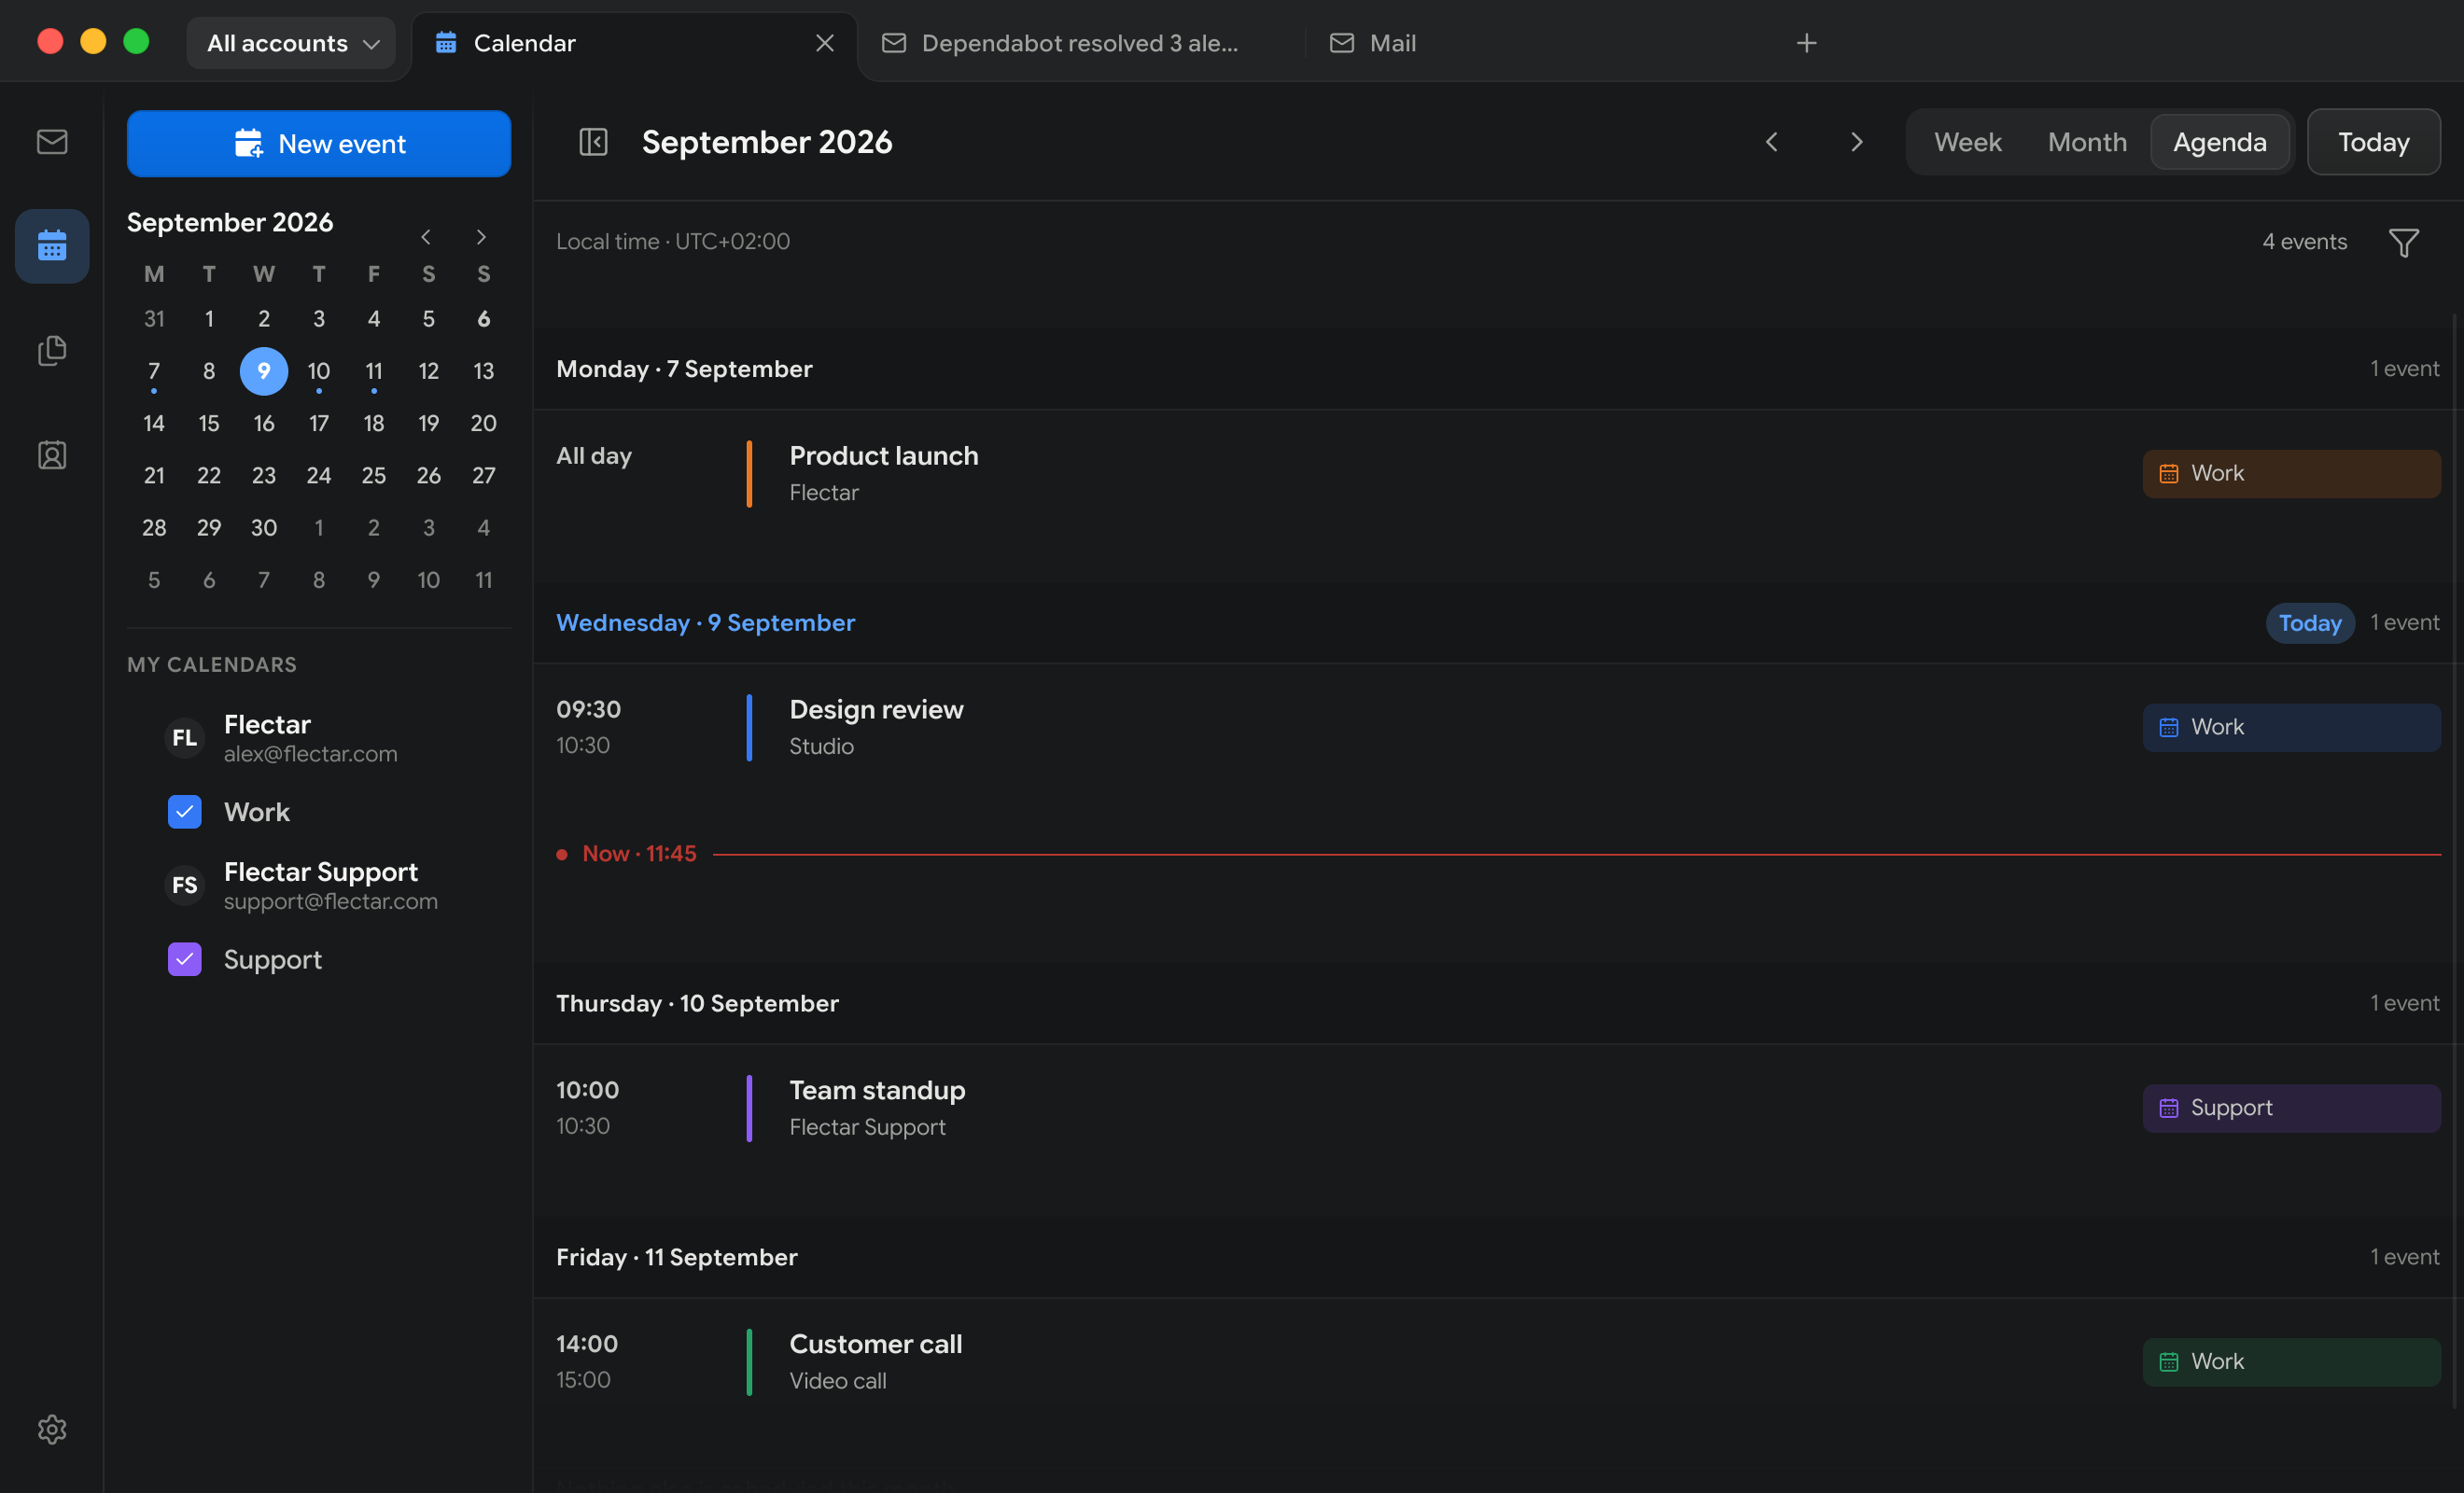 All accounts
Calendar
Dependabot resolved 3 ale...
Mail
New event
September 2026
M T W T F S S
31 1 2 3 4 5 6
7 8 9 10 11 12 13
14 15 16 17 18 19 20
21 22 23 24 25 26 27
28 29 30 1 2 3 4
5 6 7 8 9 10 11
MY CALENDARS
FL
Flectar
alex@flectar.com
Work
FS
Flectar Support
support@flectar.com
Support
September 2026
Week Month Agenda Today
Local time · UTC+02:00
4 events
Monday · 7 September
1 event
All day
Product launch
Flectar
Work
Wednesday · 9 September
Today
1 event
09:30
10:30
Design review
Studio
Work
Now · 11:45
Thursday · 10 September
1 event
10:00
10:30
Team standup
Flectar Support
Support
Friday · 11 September
1 event
14:00
15:00
Customer call
Video call
Work